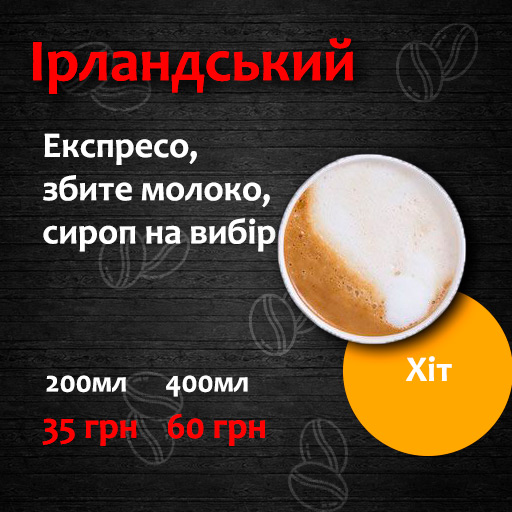 Ірландський
Експресо,
збите молоко,
сироп на вибір
200мл 400мл
35 грн 60 грн
Хіт